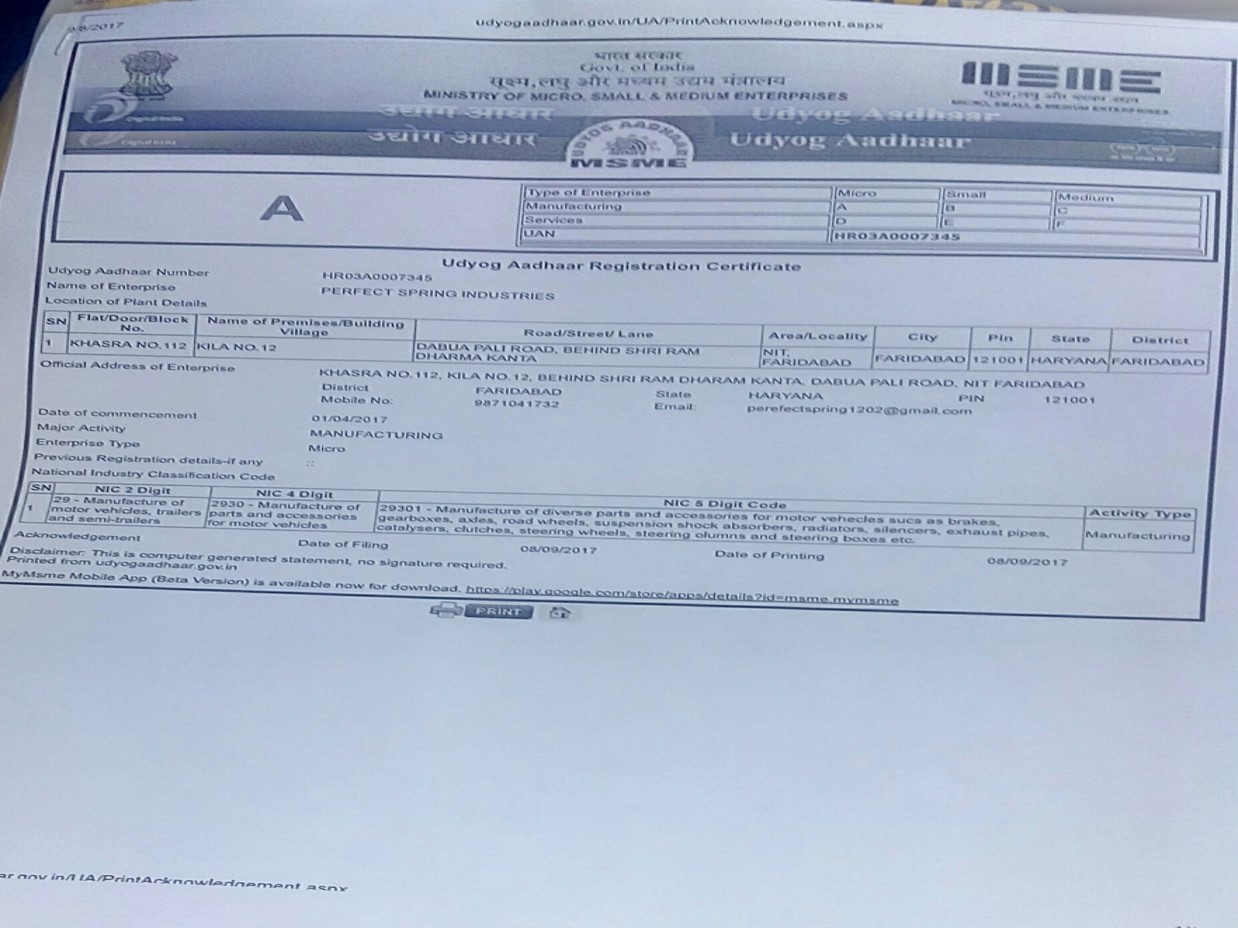 9/8/2017
udyogaadhaar.gov.in/UA/PrintAcknowledgement.aspx
भारत सरकार
Govt. of India
सूक्ष्म, लघु और मध्यम उद्यम मंत्रालय
MINISTRY OF MICRO, SMALL & MEDIUM ENTERPRISES
msme
सूक्ष्म, लघु और मध्यम उद्यम
MICRO, SMALL & MEDIUM ENTERPRISES
Digital India
उद्योग आधार
Udyog Aadhaar
Digital India
उद्योग आधार
UDYOG AADHAAR
MSME
Udyog Aadhaar
A
Type of Enterprise Micro Small Medium
Manufacturing A B C
Services D E F
UAN HR03A0007345
Udyog Aadhaar Registration Certificate
Udyog Aadhaar Number HR03A0007345
Name of Enterprise PERFECT SPRING INDUSTRIES
Location of Plant Details
SN Flat/Door/Block No. Name of Premises/Building Village Road/Street/ Lane Area/Locality City Pin State District
1 KHASRA NO.112 KILA NO.12 DABUA PALI ROAD, BEHIND SHRI RAM DHARMA KANTA NIT, FARIDABAD FARIDABAD 121001 HARYANA FARIDABAD
Official Address of Enterprise KHASRA NO.112, KILA NO.12, BEHIND SHRI RAM DHARAM KANTA, DABUA PALI ROAD, NIT FARIDABAD
District FARIDABAD State HARYANA PIN 121001
Mobile No: 9871041732 Email: perefectspring1202@gmail.com
Date of commencement 01/04/2017
Major Activity MANUFACTURING
Enterprise Type Micro
Previous Registration details-if any ::
National Industry Classification Code
SN NIC 2 Digit NIC 4 Digit NIC 5 Digit Code Activity Type
1 29 - Manufacture of motor vehicles, trailers and semi-trailers 2930 - Manufacture of parts and accessories for motor vehicles 29301 - Manufacture of diverse parts and accessories for motor vehecles sucs as brakes, gearboxes, axles, road wheels, suspension shock absorbers, radiators, silencers, exhaust pipes, catalysers, clutches, steering wheels, steering olumns and steering boxes etc. Manufacturing
Acknowledgement Date of Filing 08/09/2017 Date of Printing 08/09/2017
Disclaimer: This is computer generated statement, no signature required.
Printed from udyogaadhaar.gov.in
MyMsme Mobile App (Beta Version) is available now for download. https://play.google.com/store/apps/details?id=msme.mymsme
PRINT
ar.gov.in/UA/PrintAcknowledgement.aspx